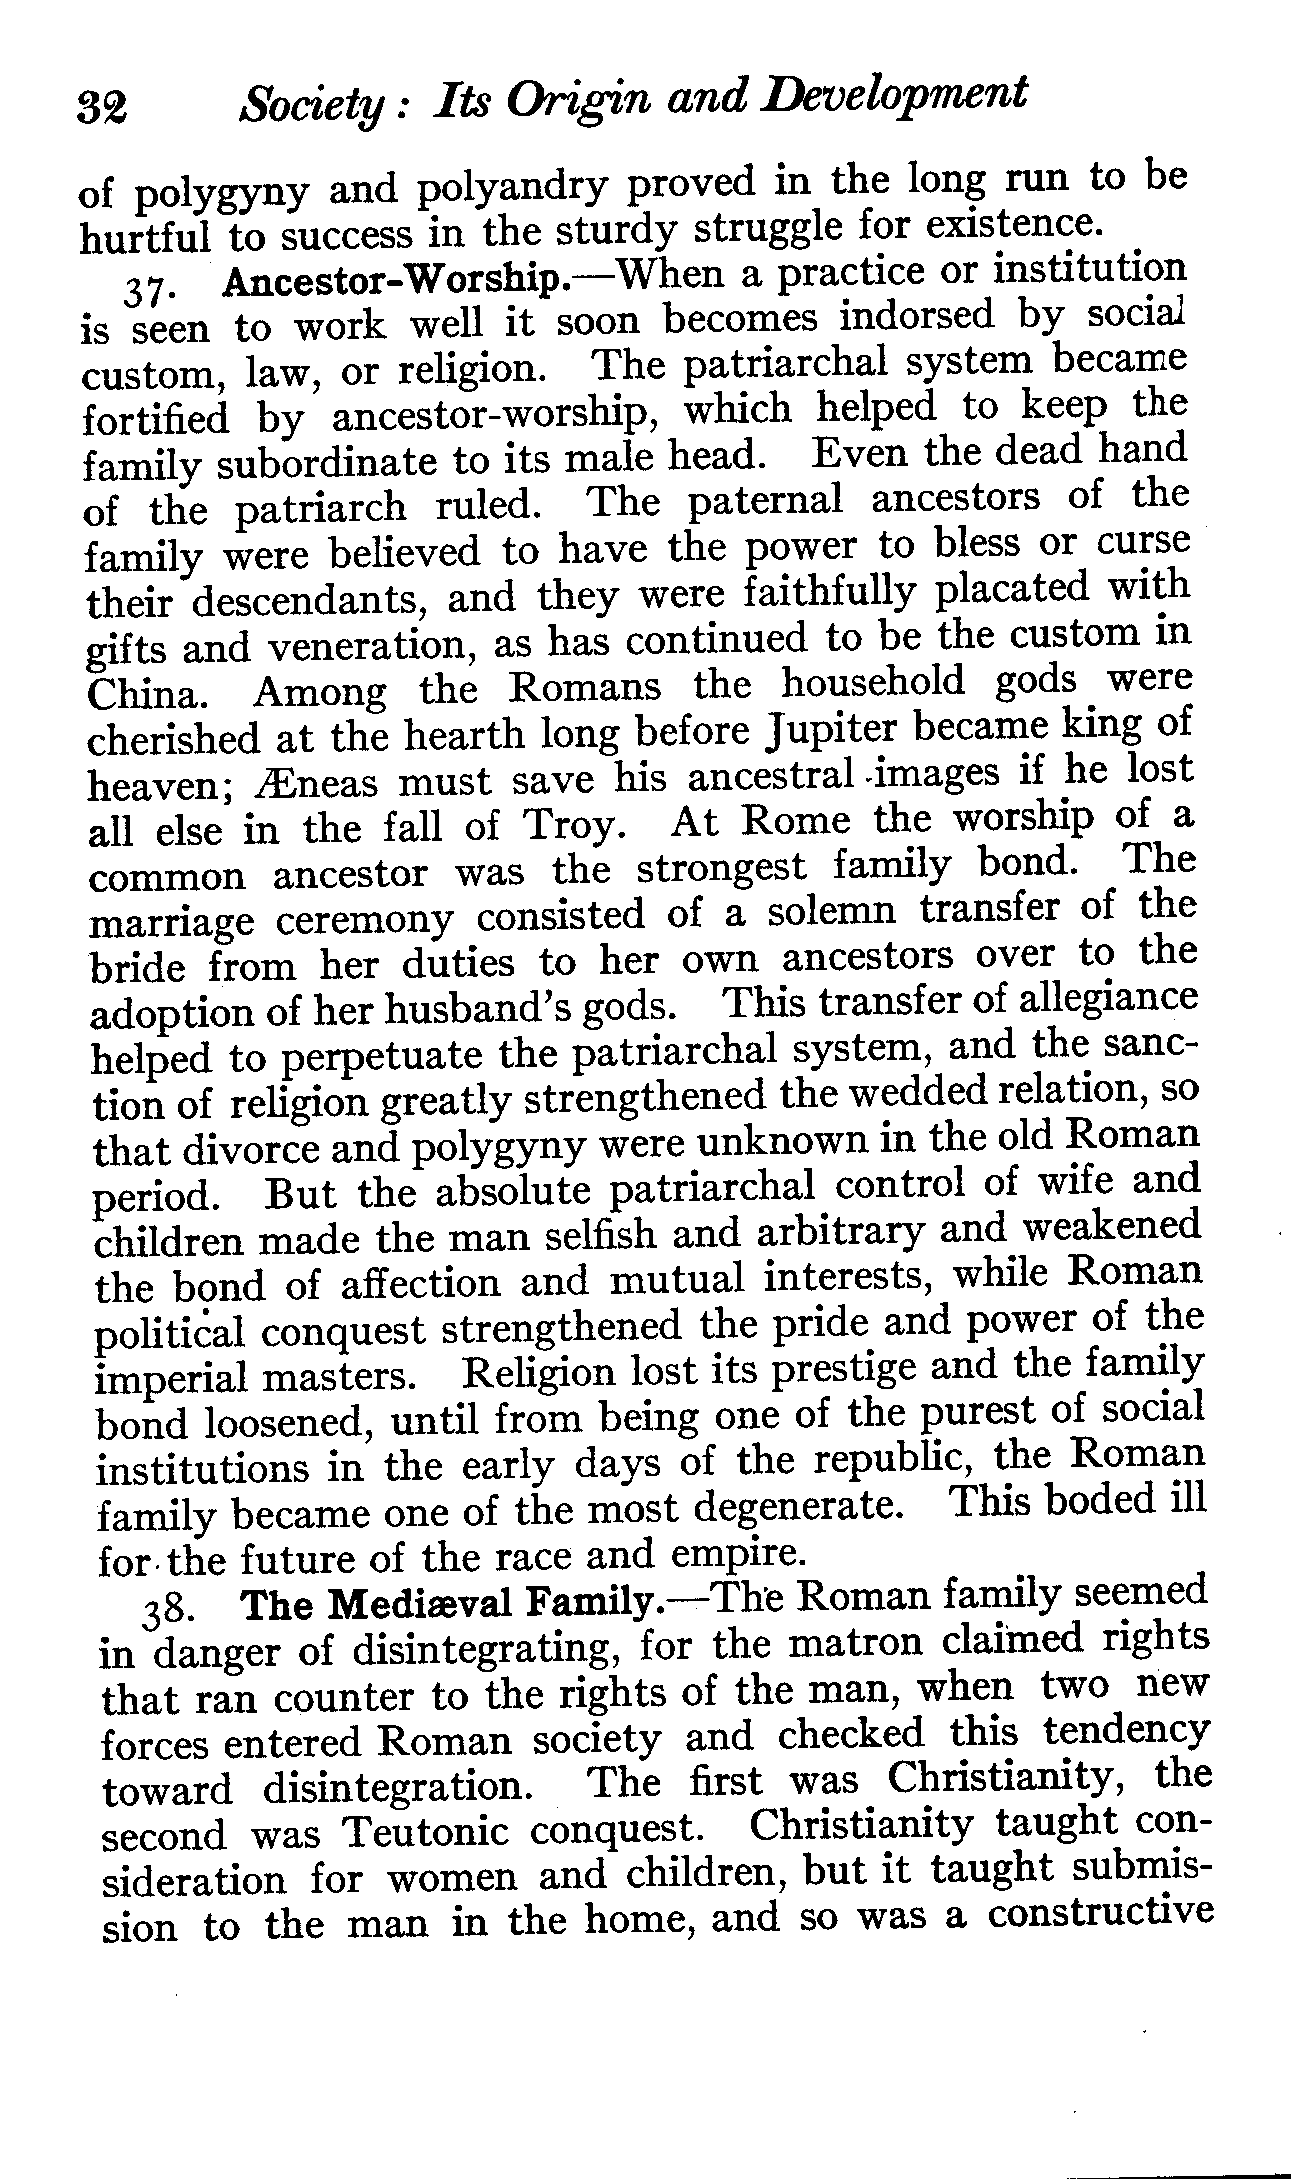 32 Society : Its Origin and Development
of polygyny and polyandry proved in the long run to be
hurtful to success in the sturdy struggle for existence.
37. Ancestor-Worship.—When a practice or institution
is seen to work well it soon becomes indorsed by social
custom, law, or religion. The patriarchal system became
fortified by ancestor-worship, which helped to keep the
family subordinate to its male head. Even the dead hand
of the patriarch ruled. The paternal ancestors of the
family were believed to have the power to bless or curse
their descendants, and they were faithfully placated with
gifts and veneration, as has continued to be the custom in
China. Among the Romans the household gods were
cherished at the hearth long before Jupiter became king of
heaven; Æneas must save his ancestral images if he lost
all else in the fall of Troy. At Rome the worship of a
common ancestor was the strongest family bond. The
marriage ceremony consisted of a solemn transfer of the
bride from her duties to her own ancestors over to the
adoption of her husband's gods. This transfer of allegiance
helped to perpetuate the patriarchal system, and the sanc-
tion of religion greatly strengthened the wedded relation, so
that divorce and polygyny were unknown in the old Roman
period. But the absolute patriarchal control of wife and
children made the man selfish and arbitrary and weakened
the bond of affection and mutual interests, while Roman
political conquest strengthened the pride and power of the
imperial masters. Religion lost its prestige and the family
bond loosened, until from being one of the purest of social
institutions in the early days of the republic, the Roman
family became one of the most degenerate. This boded ill
for the future of the race and empire.
38. The Mediæval Family.—The Roman family seemed
in danger of disintegrating, for the matron claimed rights
that ran counter to the rights of the man, when two new
forces entered Roman society and checked this tendency
toward disintegration. The first was Christianity, the
second was Teutonic conquest. Christianity taught con-
sideration for women and children, but it taught submis-
sion to the man in the home, and so was a constructive